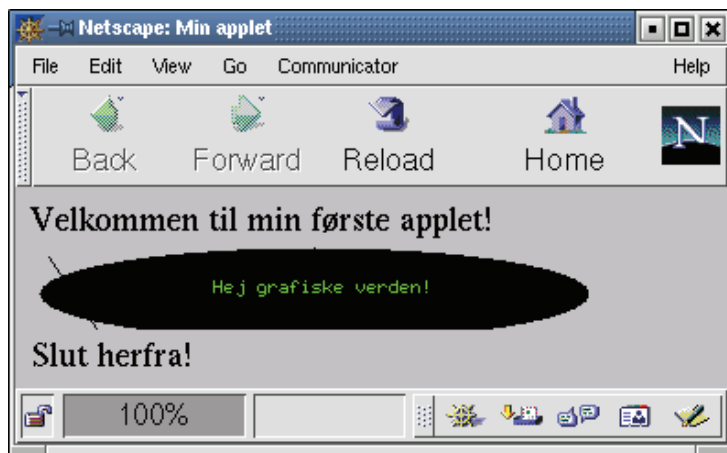 Netscape: Min applet
File Edit View Go Communicator Help
Back Forward Reload Home
N
Velkommen til min første applet!
Hej grafiske verden!
Slut herfra!
100%